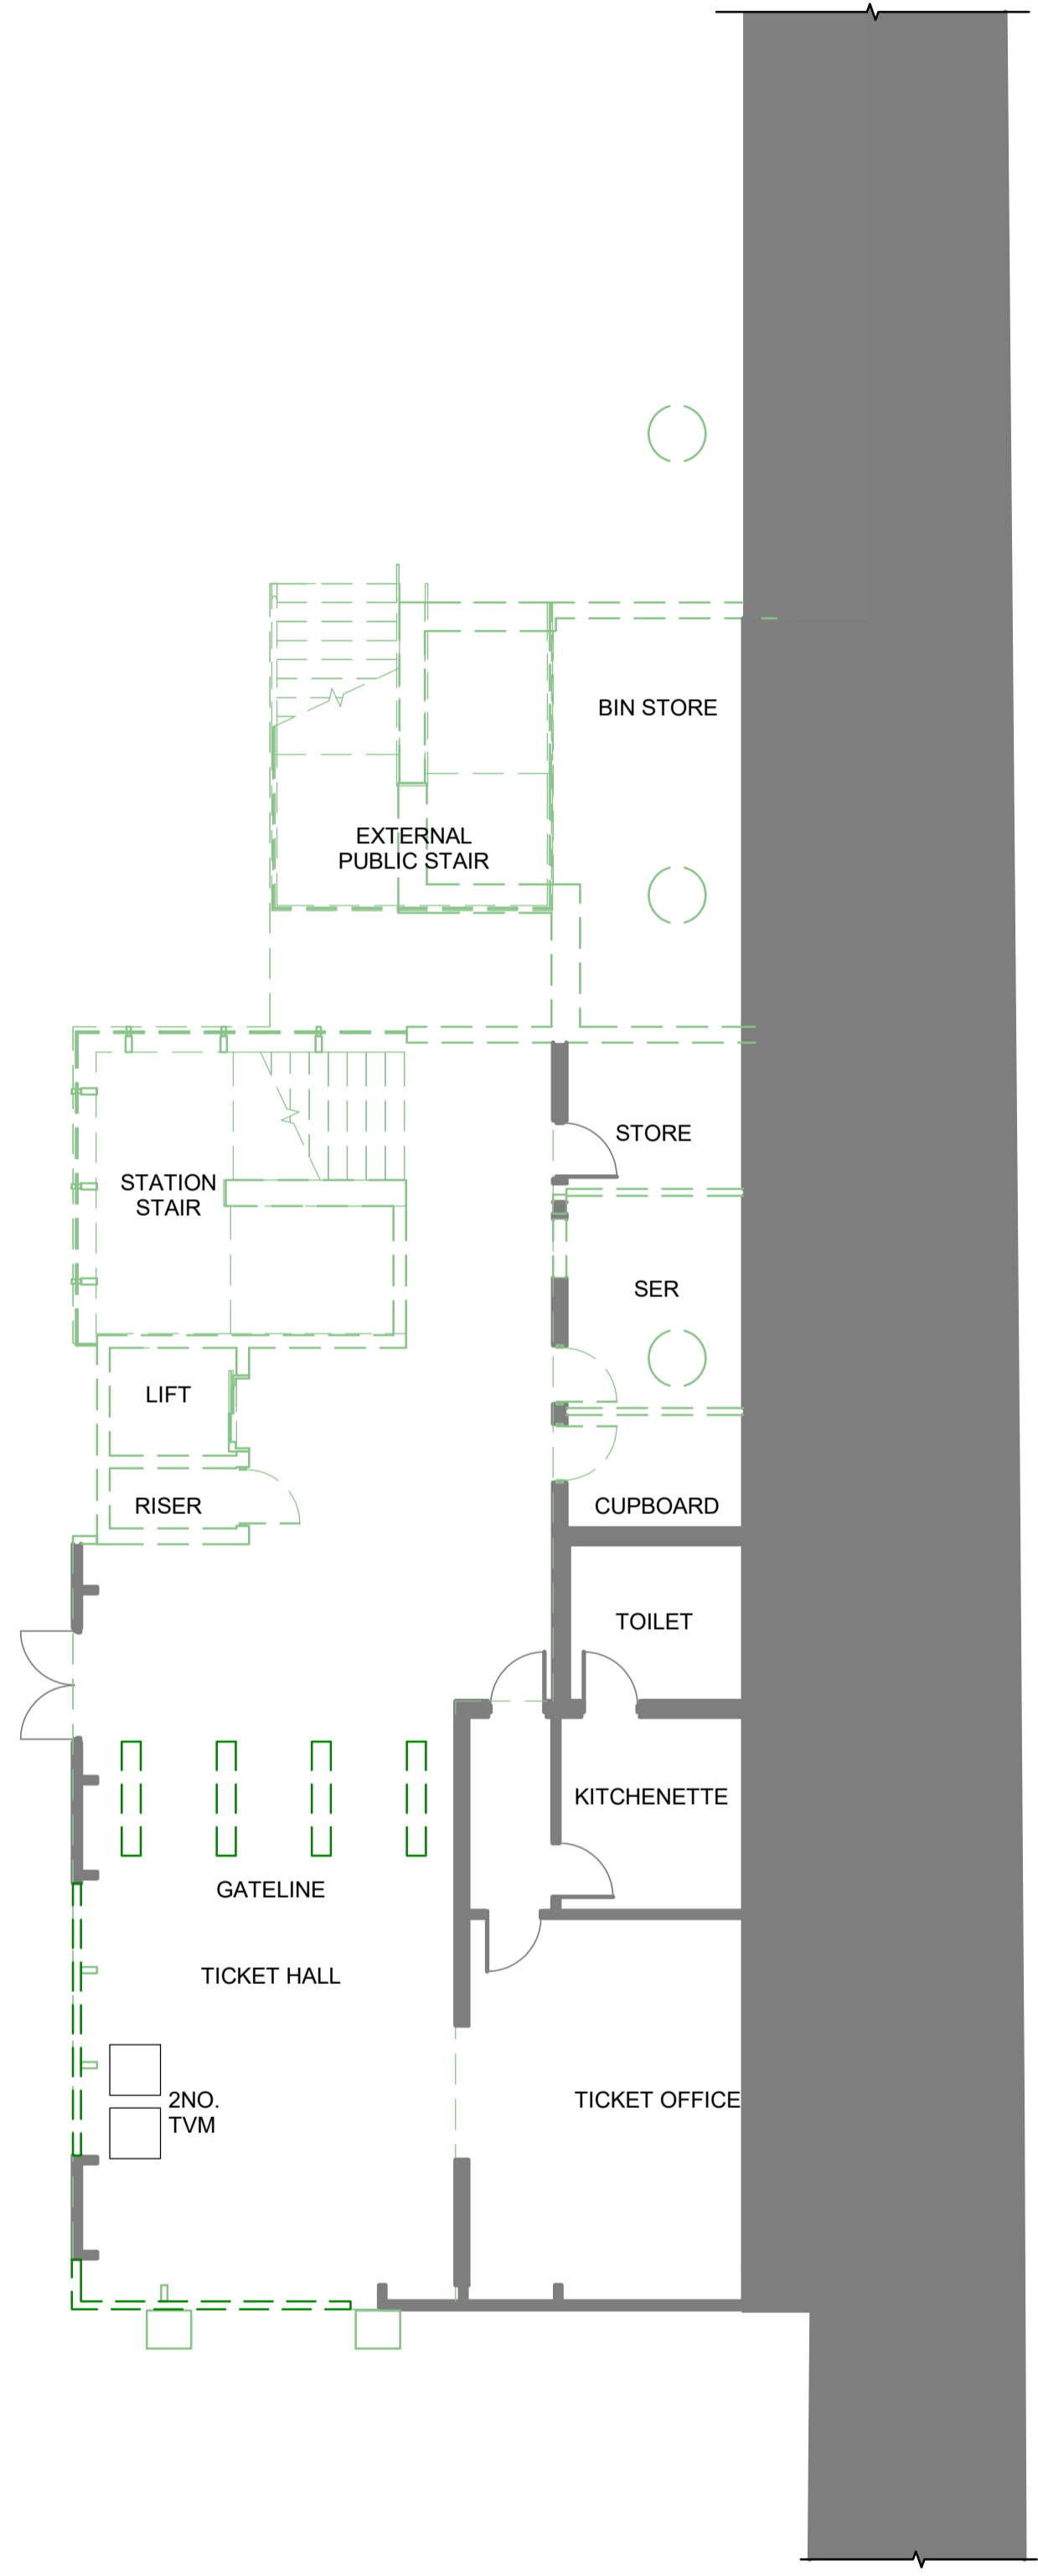 BIN STORE
EXTERNAL
PUBLIC STAIR
STORE
STATION
STAIR
SER
LIFT
RISER
CUPBOARD
TOILET
KITCHENETTE
GATELINE
TICKET HALL
2NO.
TVM
TICKET OFFICE